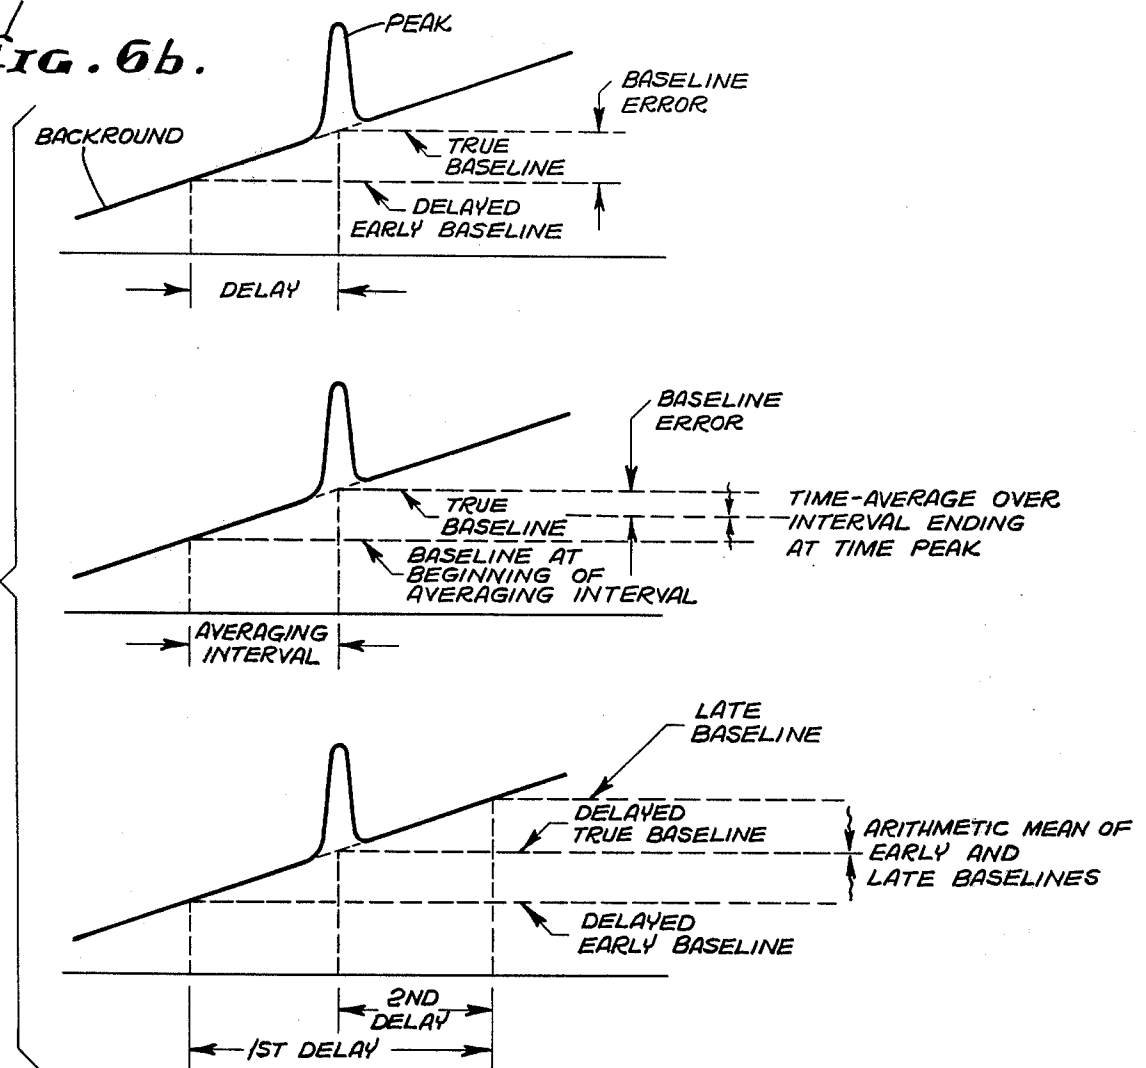 FIG. 6b.
PEAK
BASELINE
ERROR
BACKROUND
TRUE
BASELINE
DELAYED
EARLY BASELINE
DELAY
BASELINE
ERROR
TRUE
BASELINE
TIME-AVERAGE OVER
INTERVAL ENDING
AT TIME PEAK
BASELINE AT
BEGINNING OF
AVERAGING INTERVAL
AVERAGING
INTERVAL
LATE
BASELINE
DELAYED
TRUE BASELINE
ARITHMETIC MEAN OF
EARLY AND
LATE BASELINES
DELAYED
EARLY BASELINE
2ND
DELAY
1ST DELAY